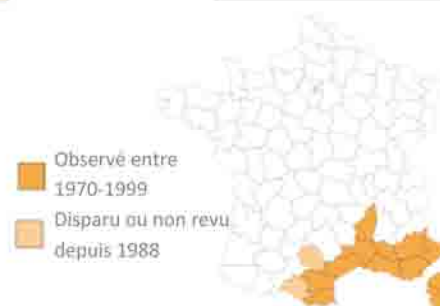 Observé entre
1970-1999
Disparu ou non revu
depuis 1988